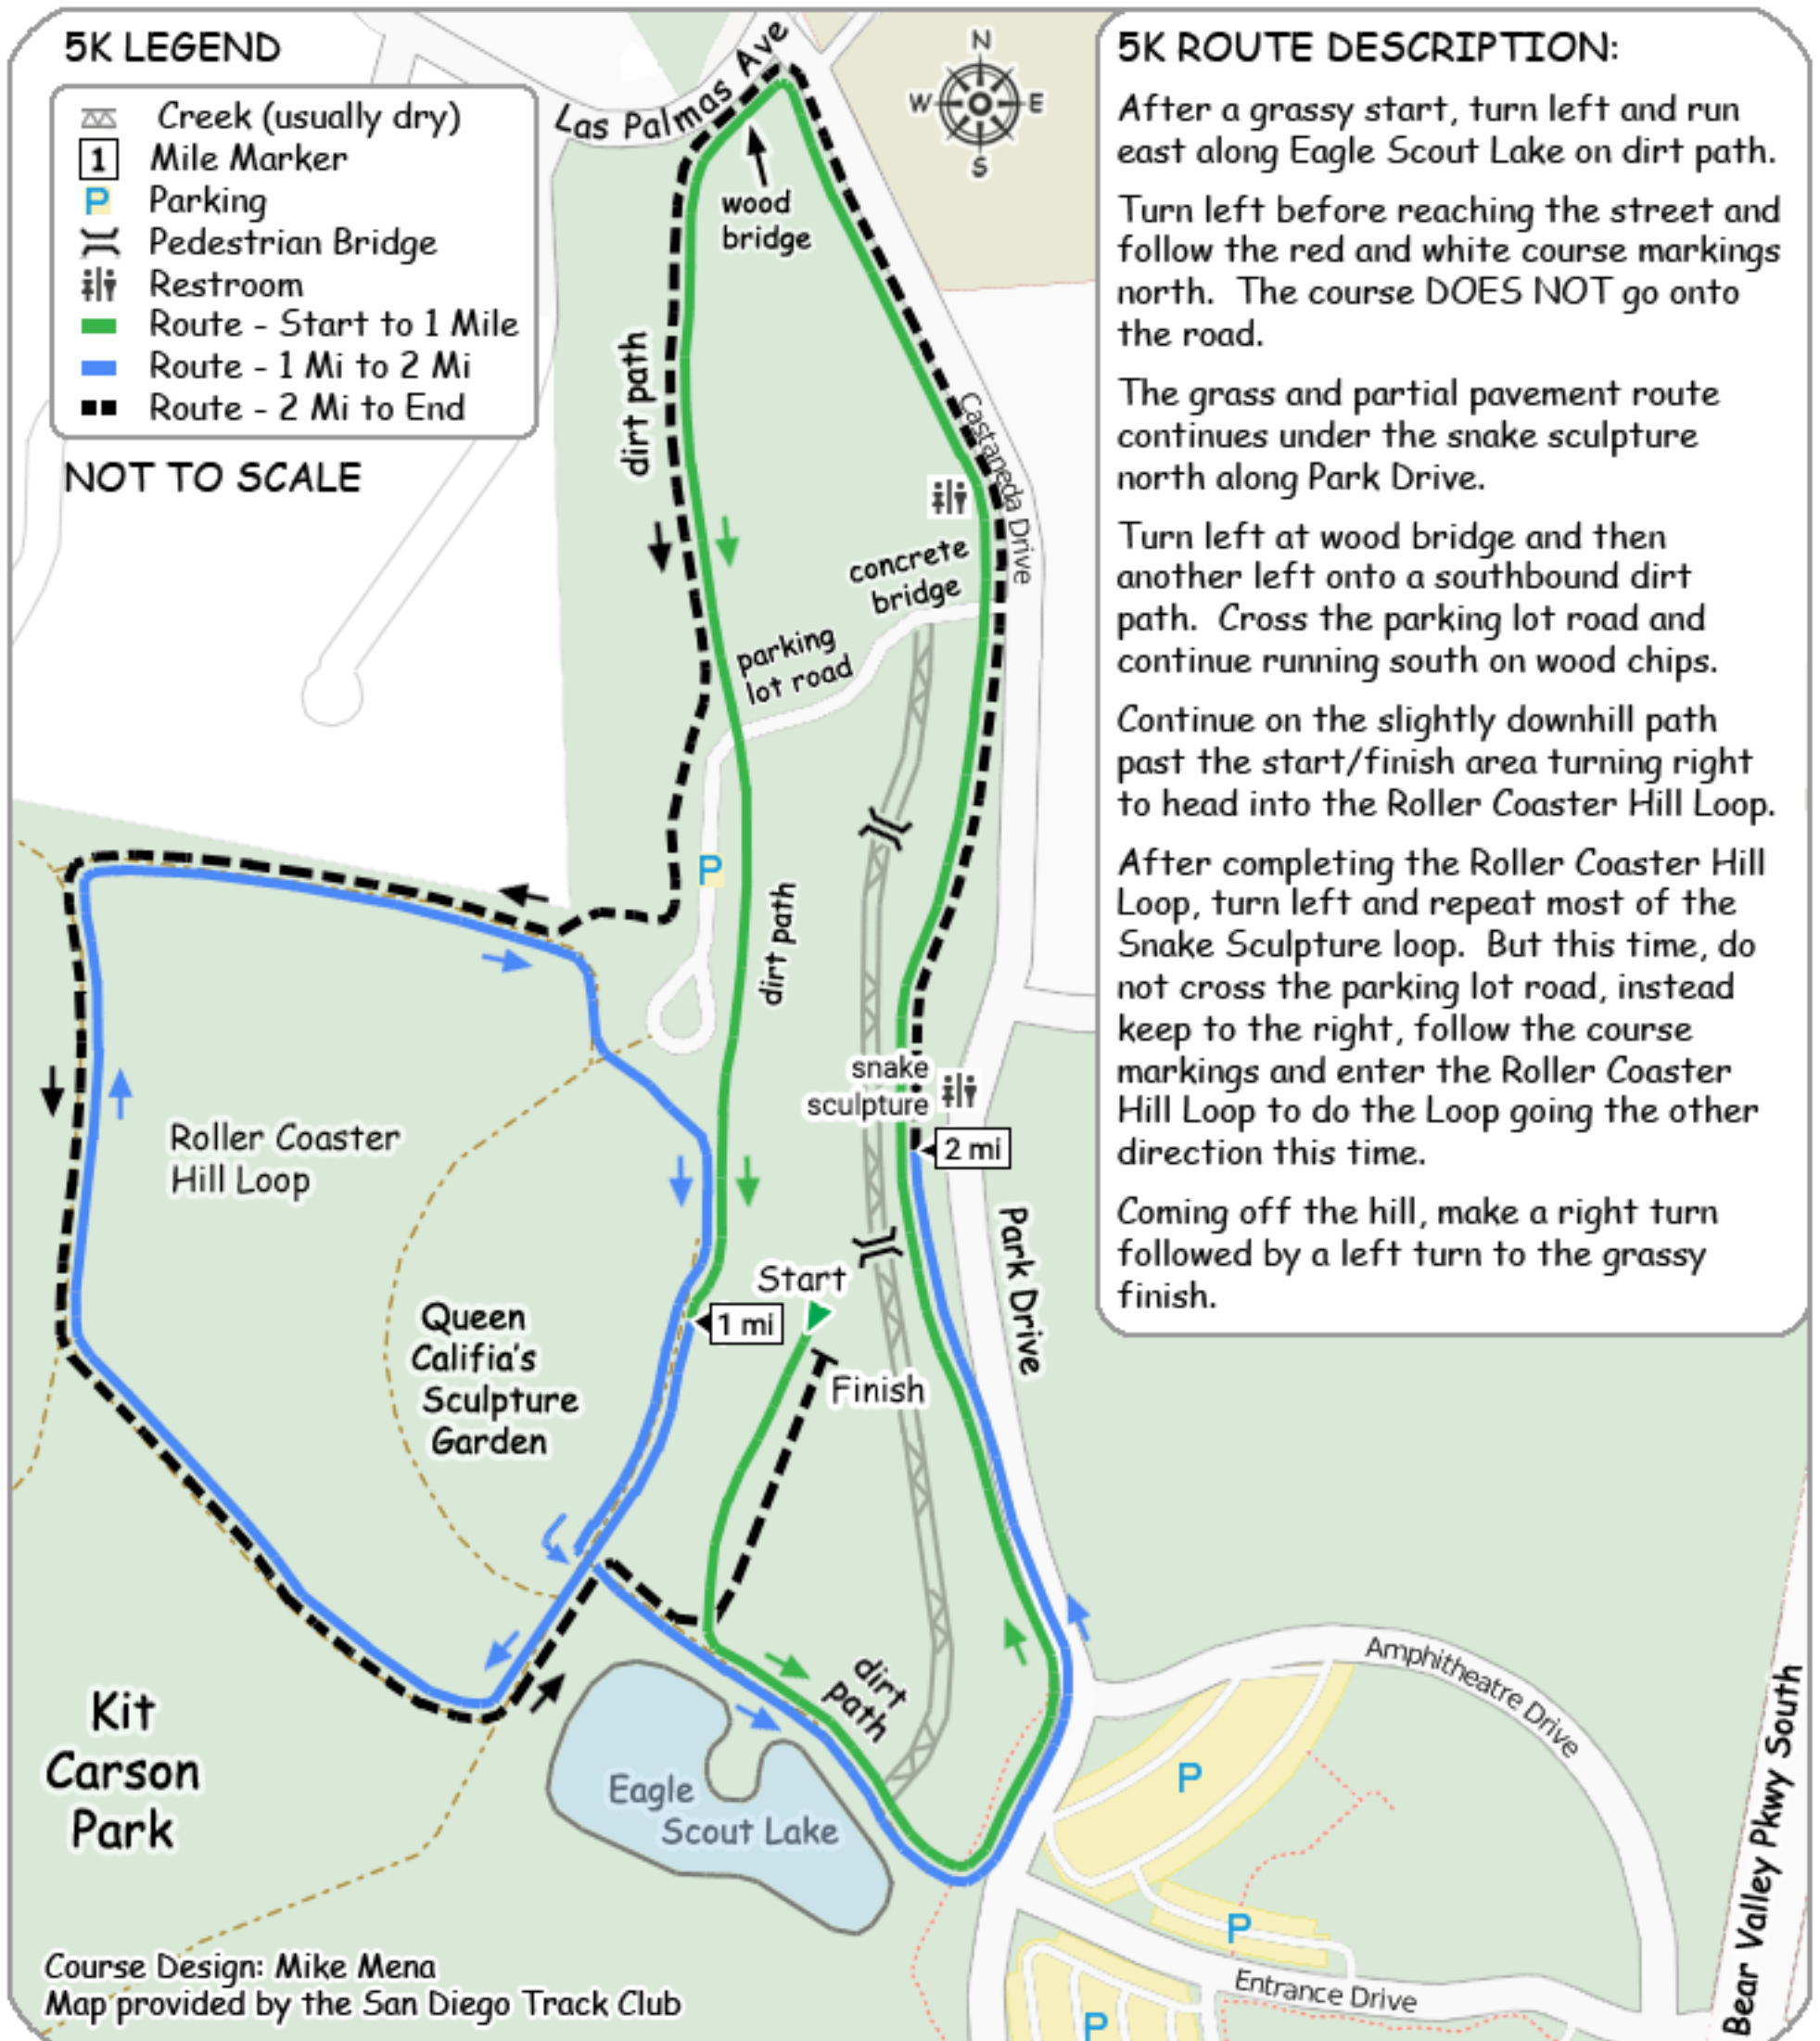 5K LEGEND
Creek (usually dry)
1
Mile Marker
P
Parking
Pedestrian Bridge
Restroom
Route - Start to 1 Mile
Route - 1 Mi to 2 Mi
Route - 2 Mi to End
NOT TO SCALE
Las Palmas Ave
N
W
E
S
wood
bridge
dirt path
Castaneda Drive
concrete
bridge
parking
lot road
P
dirt path
snake
sculpture
2 mi
Roller Coaster
Hill Loop
Park Drive
Start
1 mi
Finish
Queen
Califia's
Sculpture
Garden
dirt
path
Amphitheatre Drive
Kit
Carson
Park
Eagle
Scout Lake
P
P
P
Entrance Drive
Bear Valley Pkwy South
Course Design: Mike Mena
Map provided by the San Diego Track Club
5K ROUTE DESCRIPTION:
After a grassy start, turn left and run
east along Eagle Scout Lake on dirt path.
Turn left before reaching the street and
follow the red and white course markings
north. The course DOES NOT go onto
the road.
The grass and partial pavement route
continues under the snake sculpture
north along Park Drive.
Turn left at wood bridge and then
another left onto a southbound dirt
path. Cross the parking lot road and
continue running south on wood chips.
Continue on the slightly downhill path
past the start/finish area turning right
to head into the Roller Coaster Hill Loop.
After completing the Roller Coaster Hill
Loop, turn left and repeat most of the
Snake Sculpture loop. But this time, do
not cross the parking lot road, instead
keep to the right, follow the course
markings and enter the Roller Coaster
Hill Loop to do the Loop going the other
direction this time.
Coming off the hill, make a right turn
followed by a left turn to the grassy
finish.